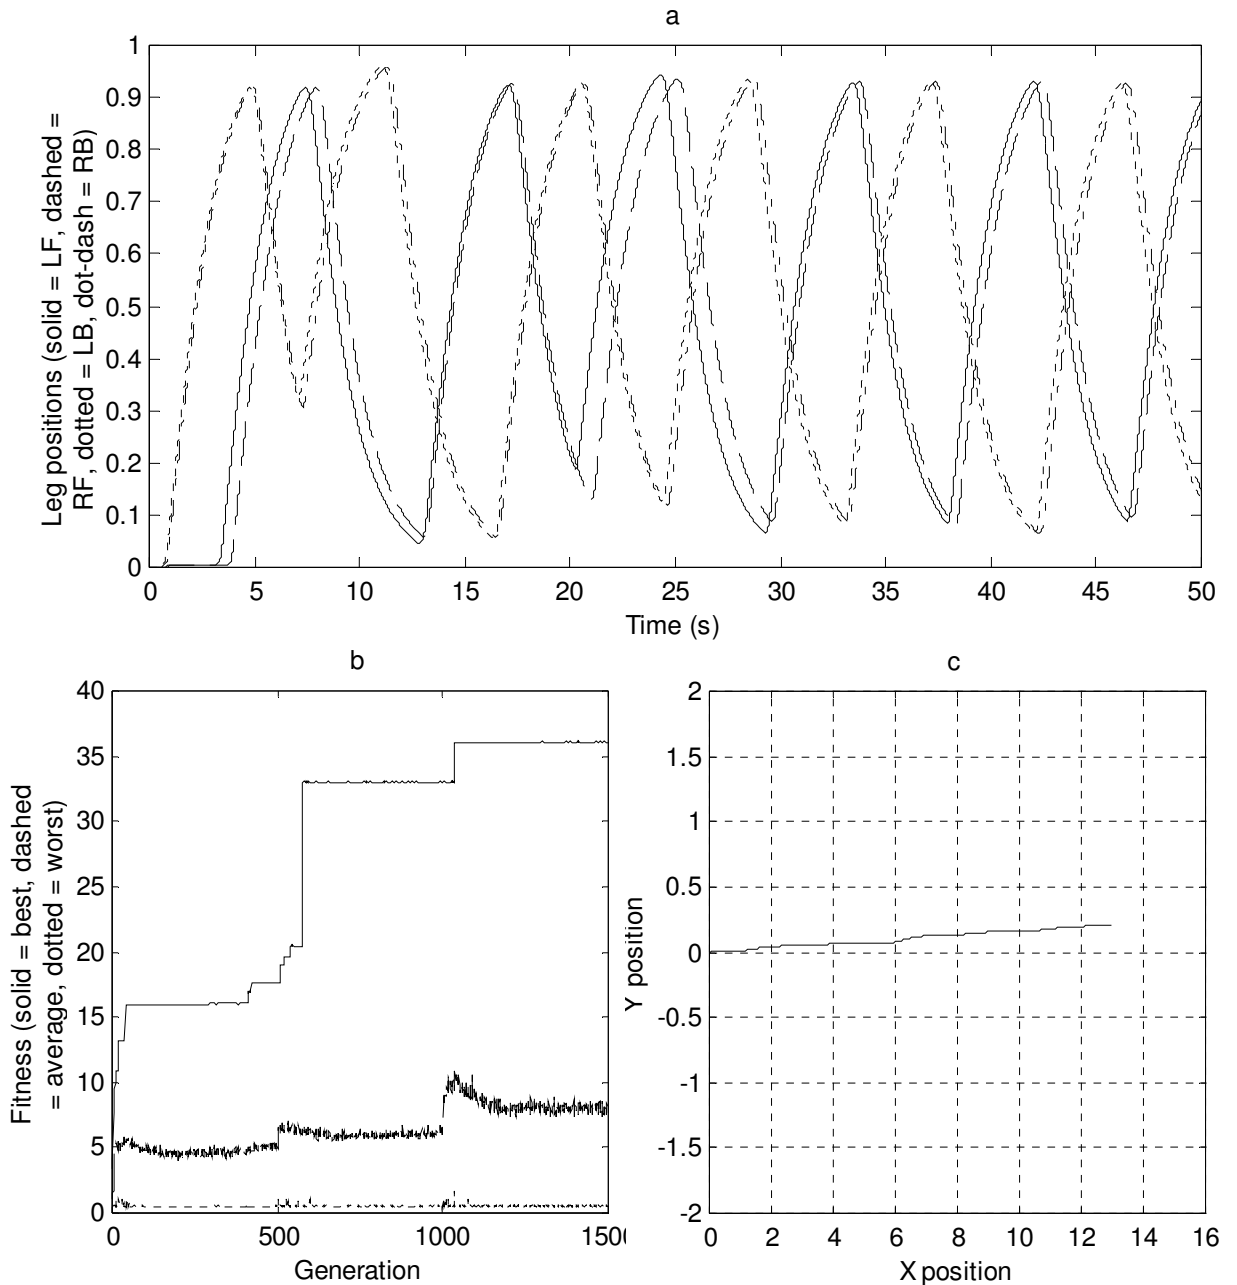 a
Leg positions (solid = LF, dashed =
RF, dotted = LB, dot-dash = RB)
1
0.9
0.8
0.7
0.6
0.5
0.4
0.3
0.2
0.1
0
0 5 10 15 20 25 30 35 40 45 50
Time (s)
b
Fitness (solid = best, dashed
= average, dotted = worst)
40
35
30
25
20
15
10
5
0
0 500 1000 1500
Generation
c
Y position
2
1.5
1
0.5
0
-0.5
-1
-1.5
-2
0 2 4 6 8 10 12 14 16
X position